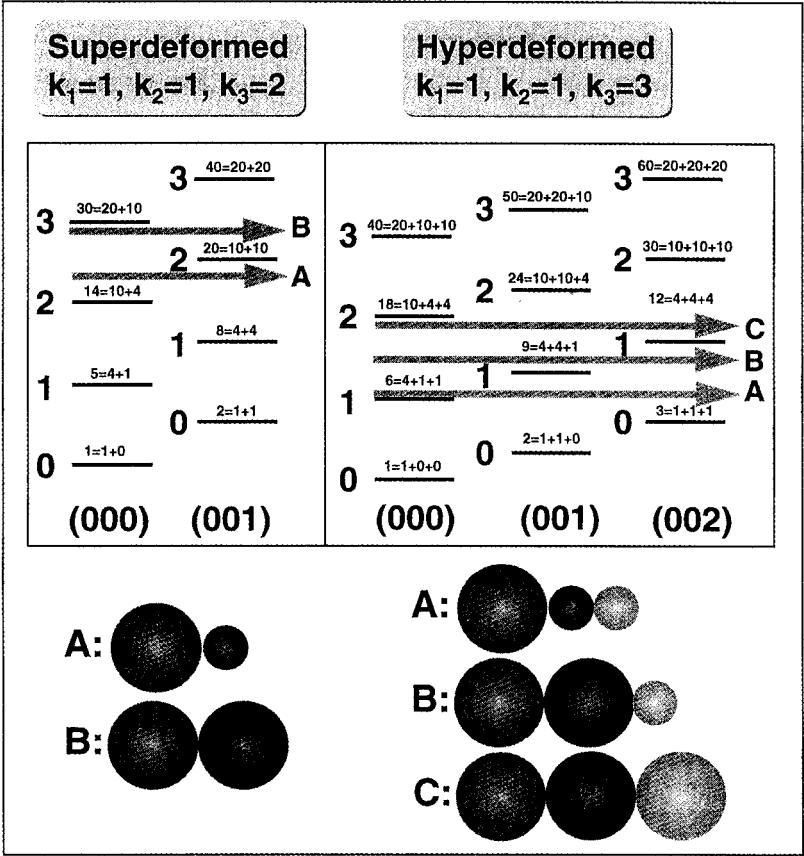 Superdeformed
k₁=1, k₂=1, k₃=2
Hyperdeformed
k₁=1, k₂=1, k₃=3
3 40=20+20
3 30=20+10
B
2 20=10+10
A
2 14=10+4
1 8=4+4
1 5=4+1
0 2=1+1
0 1=1+0
(000) (001)
3 60=20+20+20
3 50=20+20+10
3 40=20+10+10
2 30=10+10+10
2 24=10+10+4
2 18=10+4+4
12=4+4+4
C
1
9=4+4+1
B
1
6=4+1+1
A
1
0 3=1+1+1
0 2=1+1+0
0 1=1+0+0
(000) (001) (002)
A:
B:
A:
B:
C: